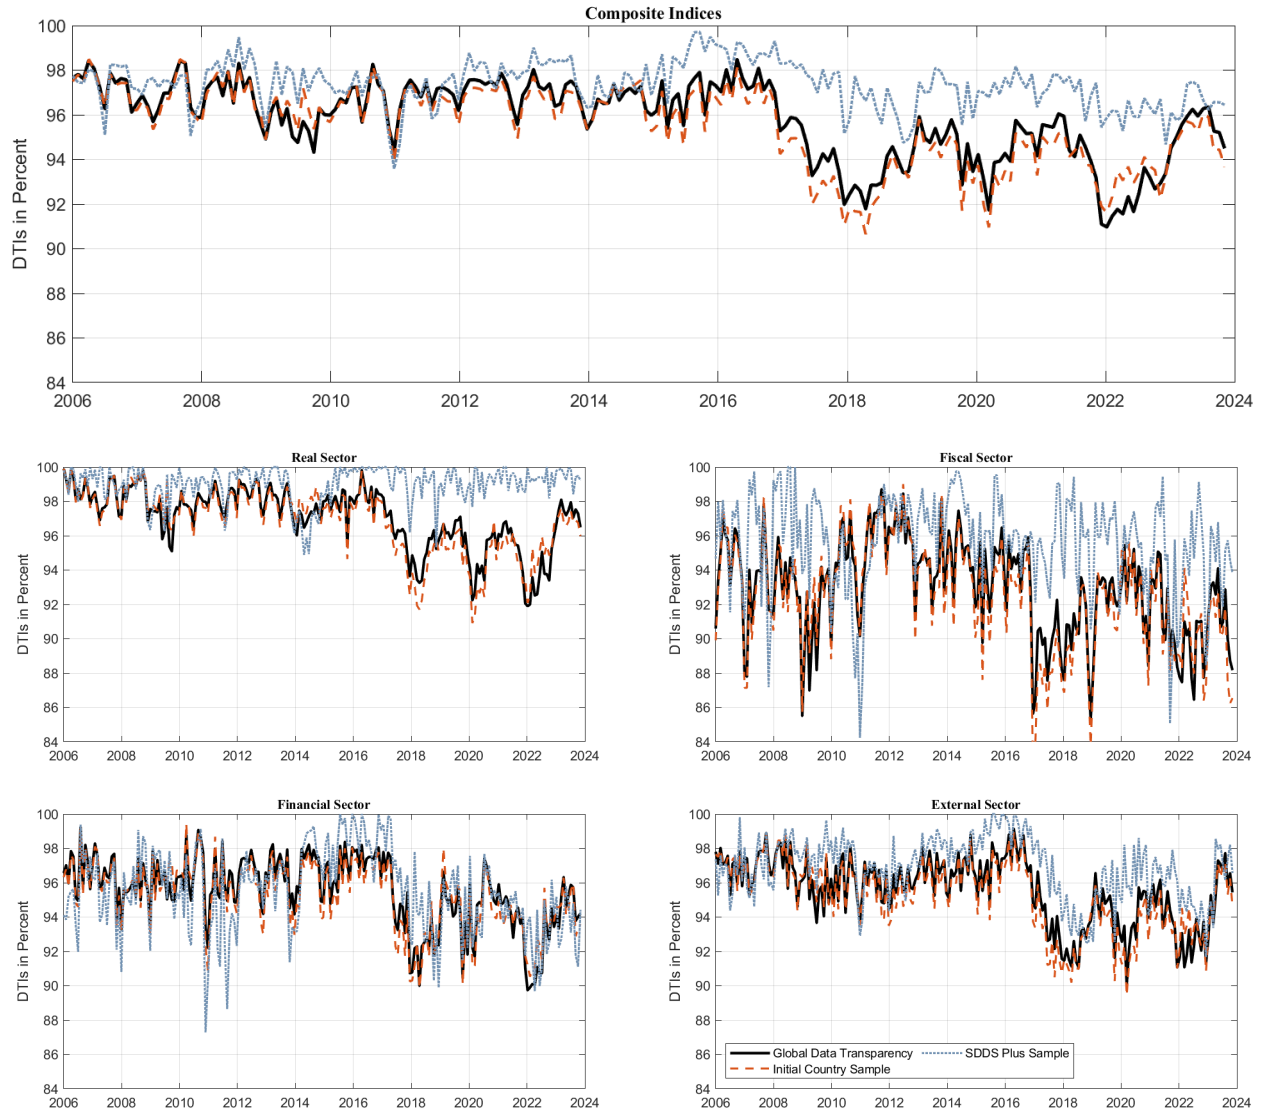 Composite Indices
DTIs in Percent
100
98
96
94
92
90
88
86
84
2006 2008 2010 2012 2014 2016 2018 2020 2022 2024
Real Sector
DTIs in Percent
100
98
96
94
92
90
88
86
84
2006 2008 2010 2012 2014 2016 2018 2020 2022 2024
Fiscal Sector
DTIs in Percent
100
98
96
94
92
90
88
86
84
2006 2008 2010 2012 2014 2016 2018 2020 2022 2024
Financial Sector
DTIs in Percent
100
98
96
94
92
90
88
86
84
2006 2008 2010 2012 2014 2016 2018 2020 2022 2024
External Sector
DTIs in Percent
100
98
96
94
92
90
88
86
84
Global Data Transparency SDDS Plus Sample
Initial Country Sample
2006 2008 2010 2012 2014 2016 2018 2020 2022 2024